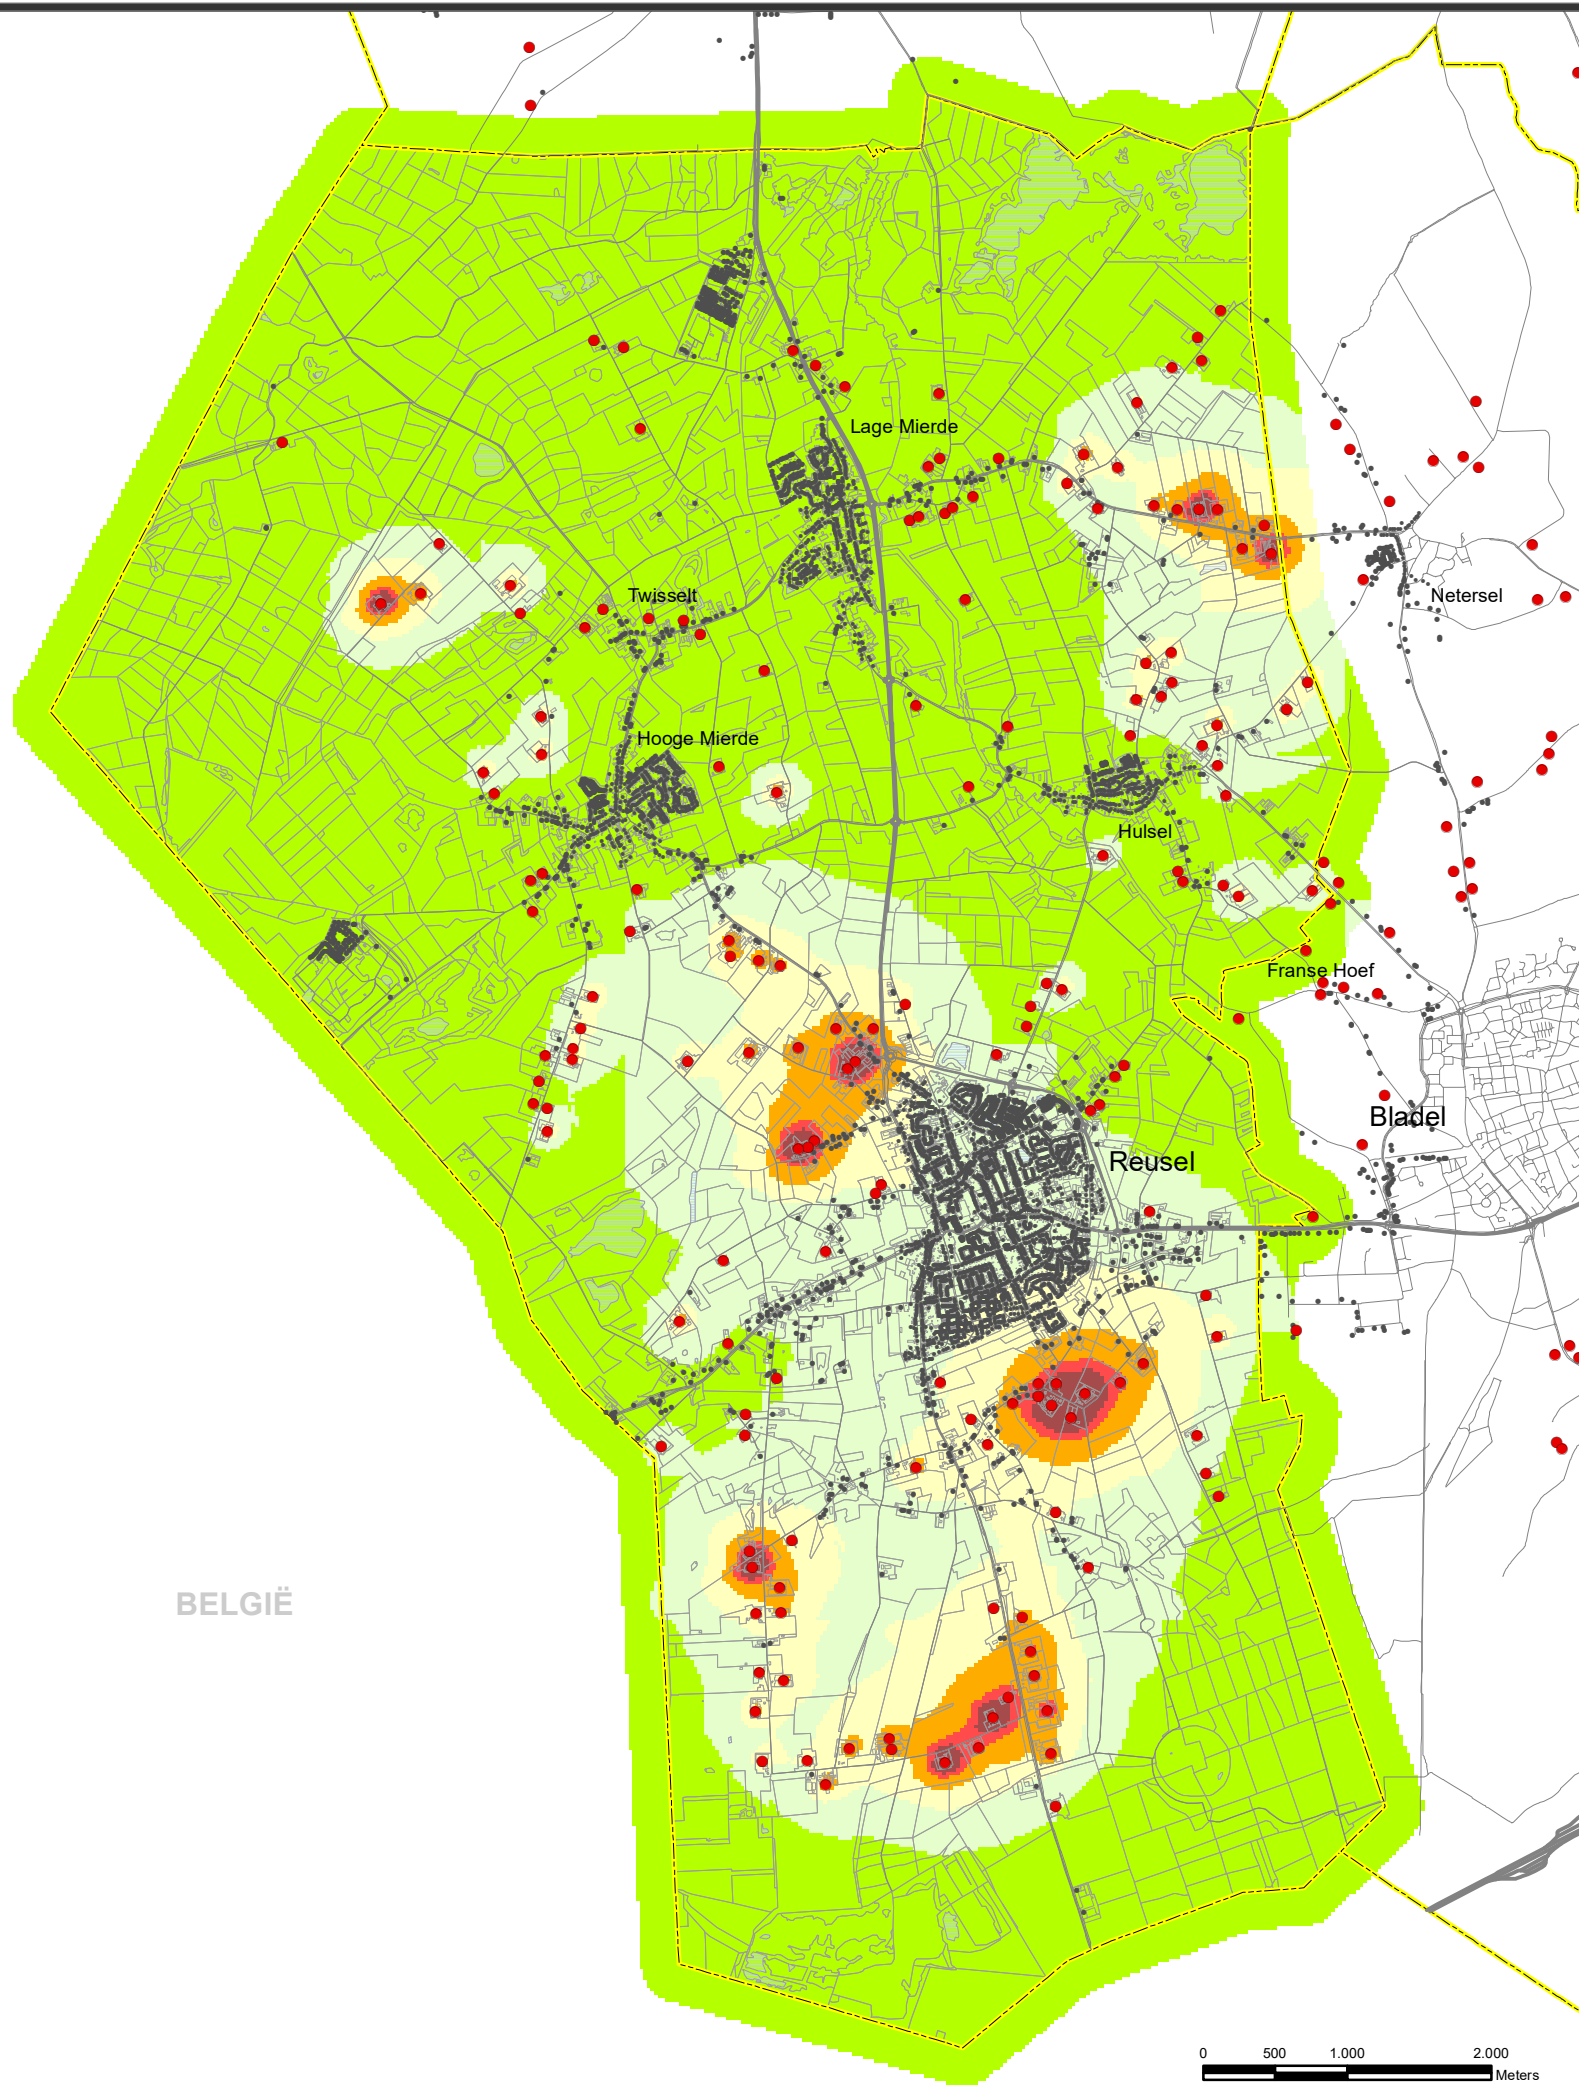 Lage Mierde
Twisselt
Netersel
Hooge Mierde
Hulsel
Franse Hoef
Bladel
Reusel
BELGIË
0 500 1.000 2.000
Meters